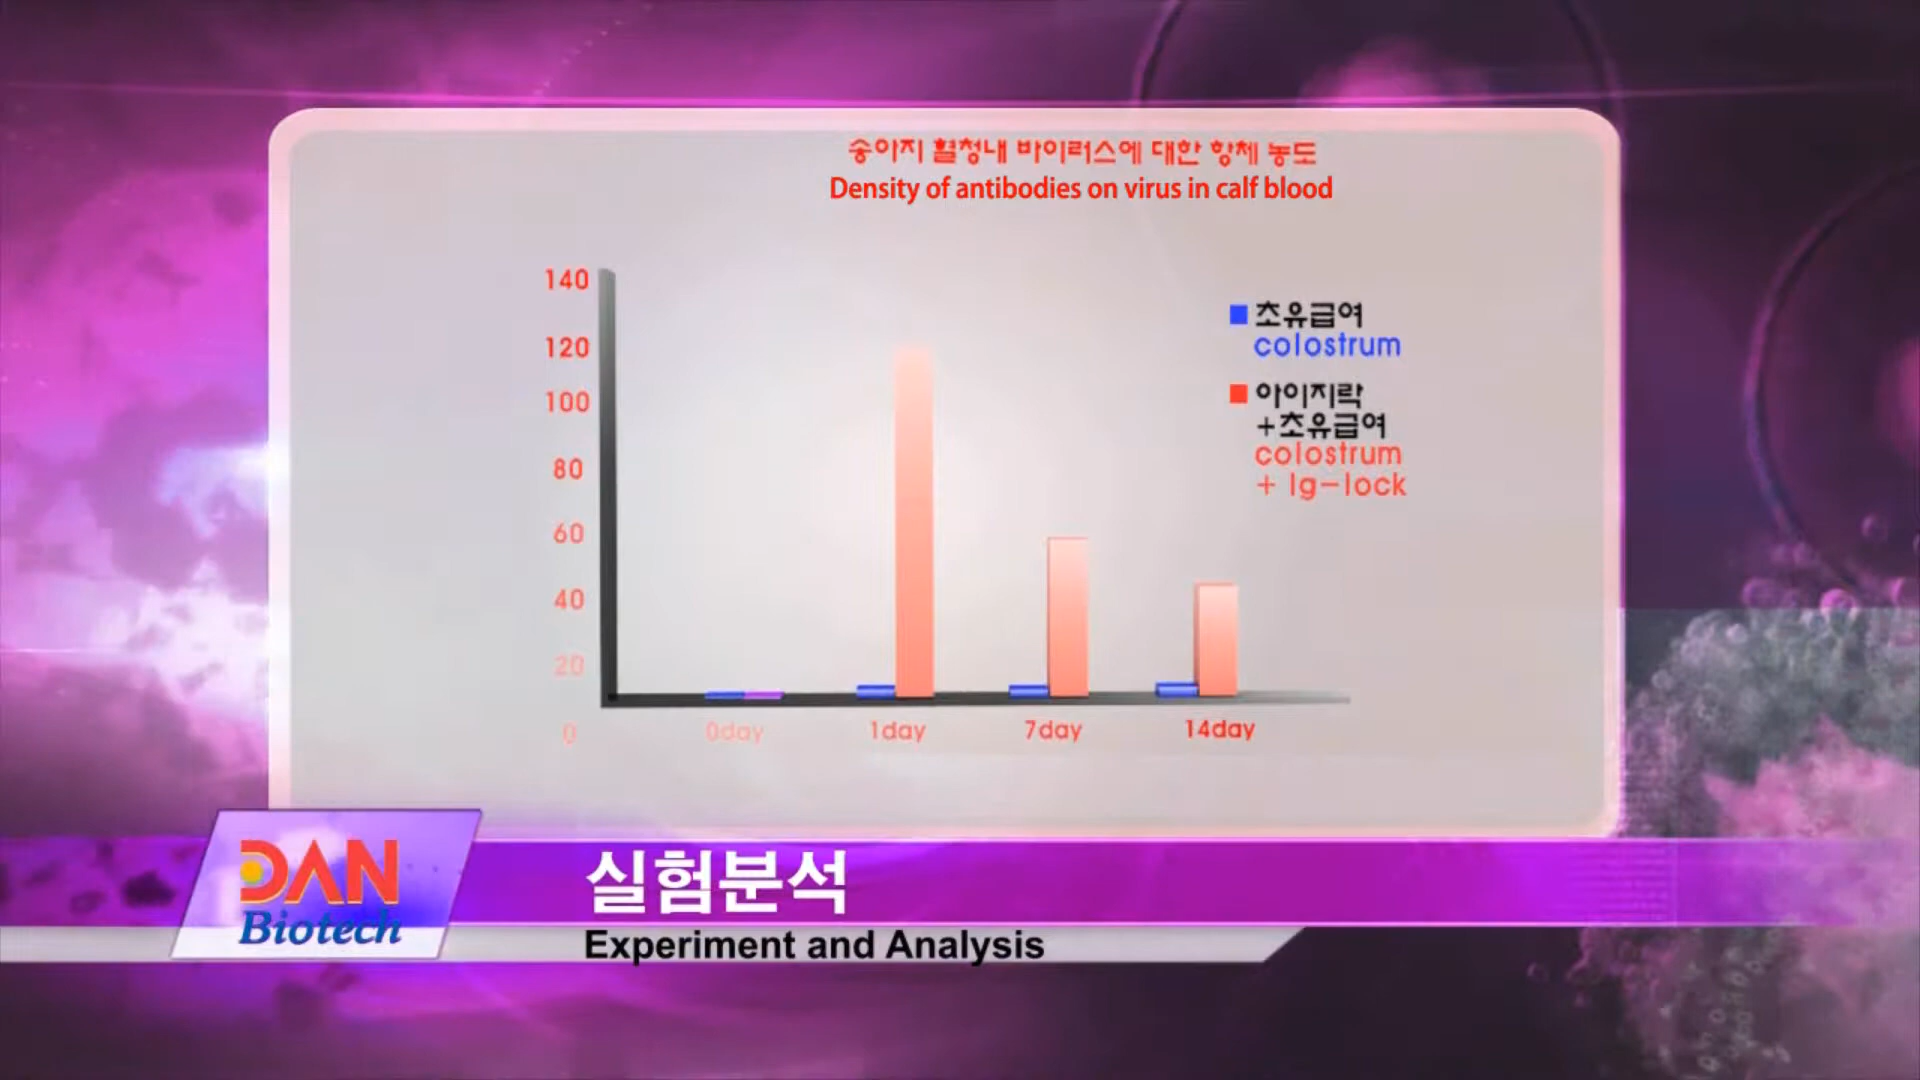 송아지 혈청내 바이러스에 대한 항체 농도
Density of antibodies on virus in calf blood
140
120
100
80
60
40
20
0
0day
1day
7day
14day
초유급여
colostrum
아이지락
+초유급여
colostrum
+ Ig-lock
DAN
Biotech
실험분석
Experiment and Analysis